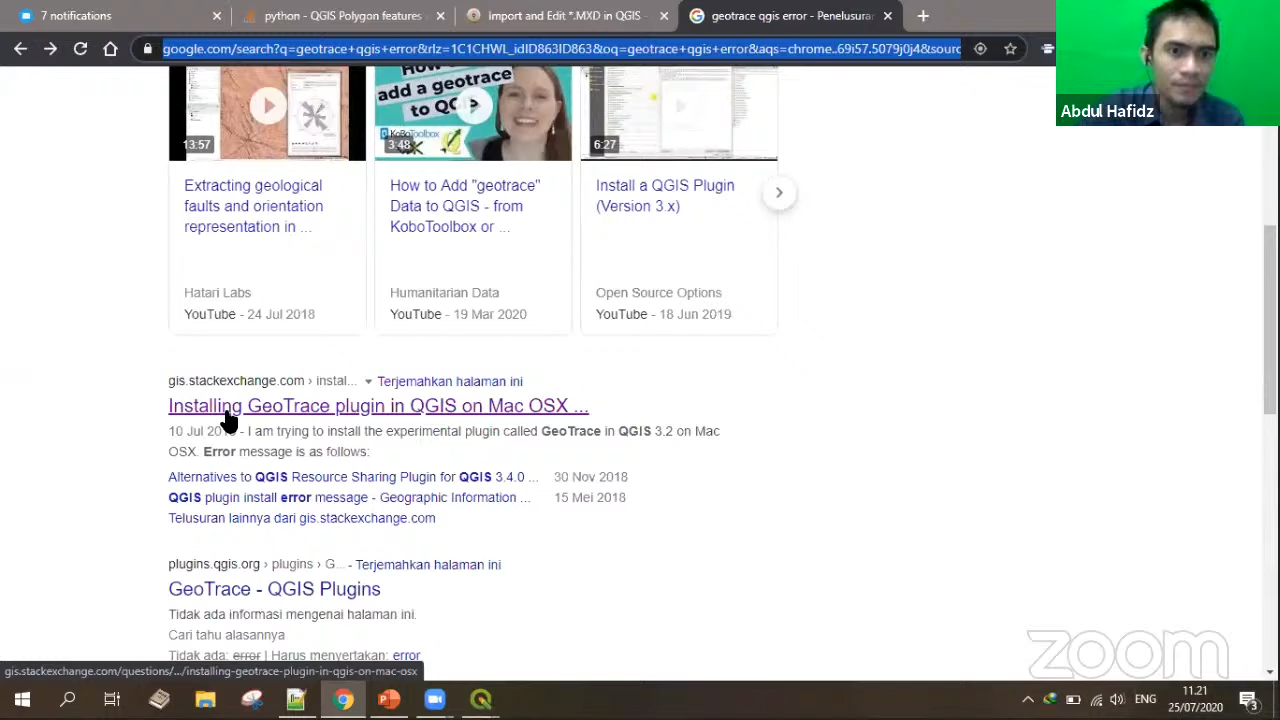 7 notifications
QGIS Polygon to
Import and Edit *.MXD in QGIS
geotrace qgis error - Penelusura
google.com/search?q=geotrace+qgis+error&rlz=1C1CHWL_idID863ID863&oq=geotrace+qgis+error&aqs=chrome..69i57.5079j0j4&sourc
Abdul Hafidz
How
add a geotrace
to QG
KoBoToolbox
13:57
3:48
6:27
Extracting geological
faults and orientation
representation in ...
Hatari Labs
YouTube - 24 Jul 2018
How to Add "geotrace"
Data to QGIS - from
KoboToolbox or ...
Humanitarian Data
YouTube - 19 Mar 2020
Install a QGIS Plugin
(Version 3.x)
Open Source Options
YouTube - 18 Jun 2019
gis.stackexchange.com › instal... Terjemahkan halaman ini
Installing GeoTrace plugin in QGIS on Mac OSX ...
10 Jul - I am trying to install the experimental plugin called GeoTrace in QGIS 3.2 on Mac
OSX. Error message is as follows:
Alternatives to QGIS Resource Sharing Plugin for QGIS 3.4.0 ... 30 Nov 2018
QGIS plugin install error message - Geographic Information ... 15 Mei 2018
Telusuran lainnya dari gis.stackexchange.com
plugins.qgis.org › plugins › G... - Terjemahkan halaman ini
GeoTrace - QGIS Plugins
Tidak ada informasi mengenai halaman ini.
Cari tahu alasannya
Tidak ada: error | Harus menyertakan: error
gis.stackexchange.com/questions/.../installing-geotrace-plugin-in-qgis-on-mac-osx
zoom
ENG
11.21
25/07/2020
3